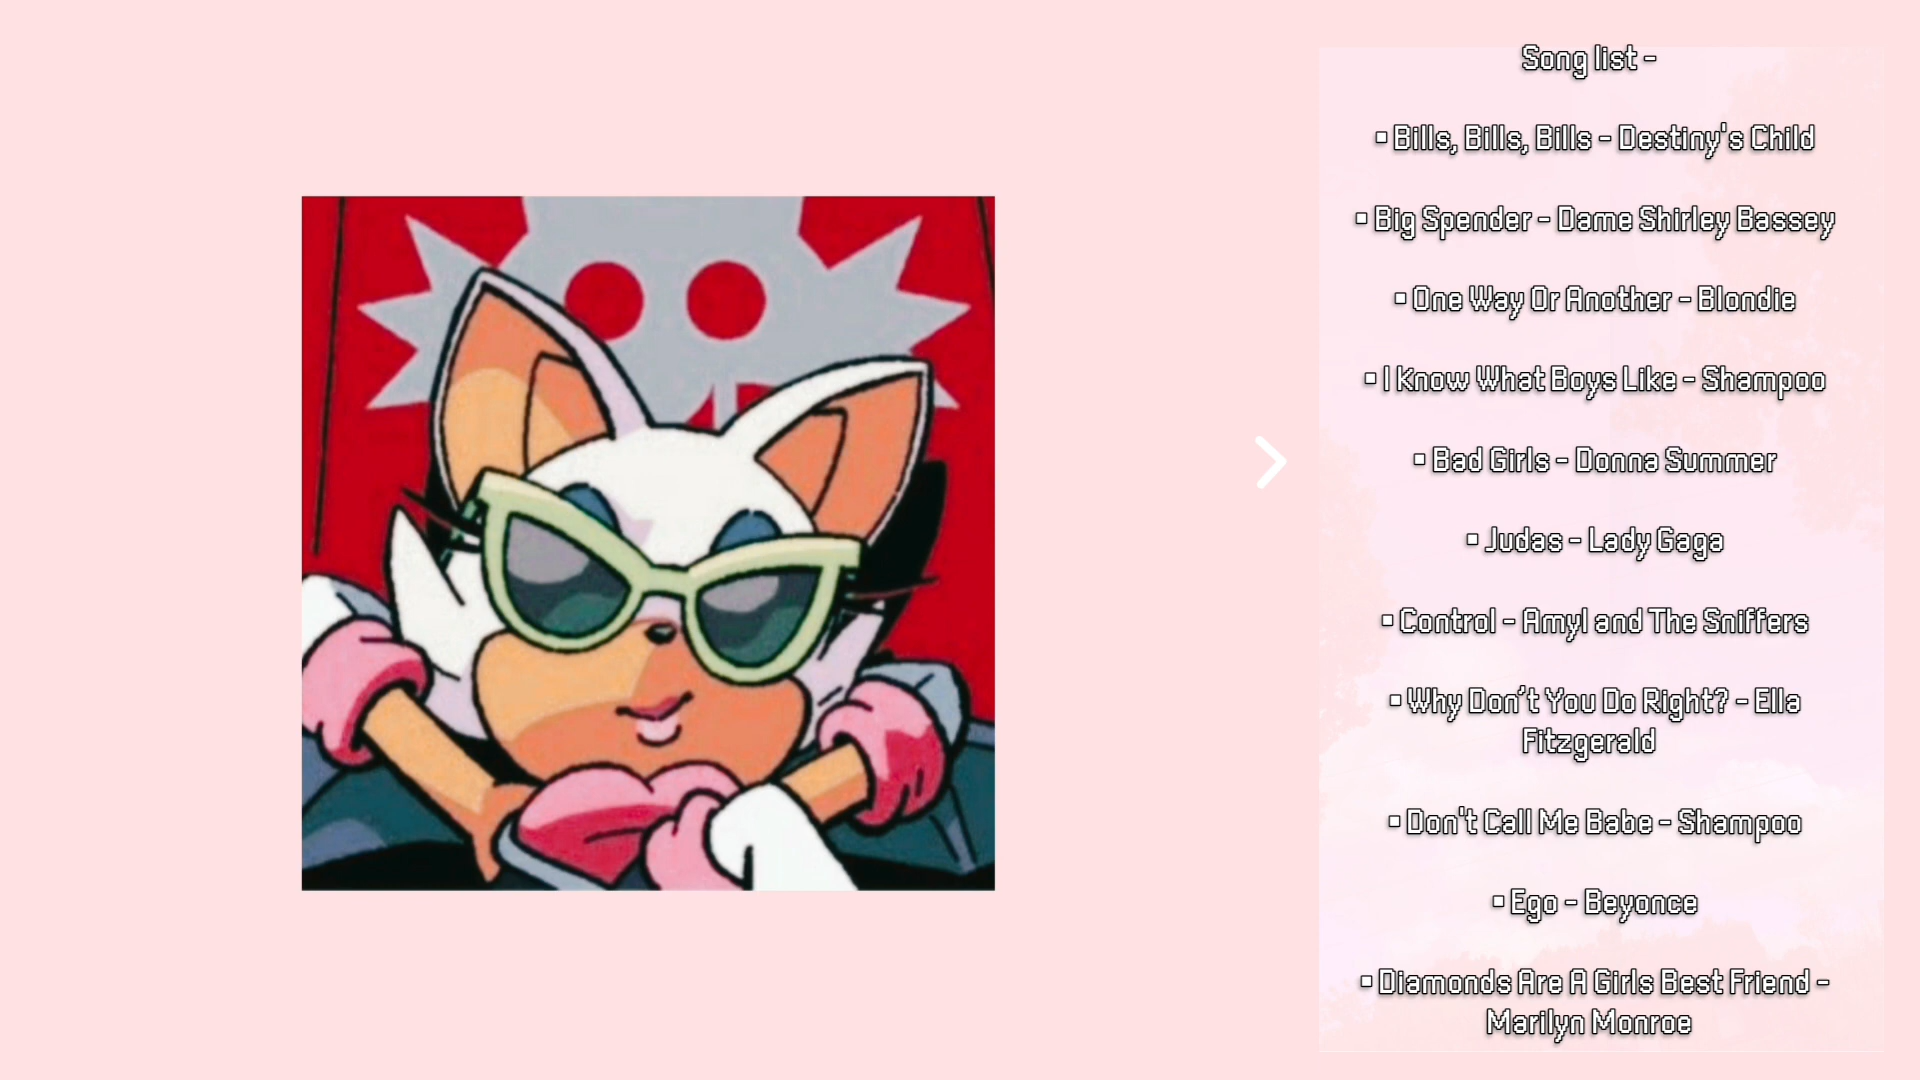 Song list -
▪ Bills, Bills, Bills - Destiny's Child
▪ Big Spender - Dame Shirley Bassey
▪ One Way Or Another - Blondie
▪ I Know What Boys Like - Shampoo
▪ Bad Girls - Donna Summer
▪ Judas - Lady Gaga
▪ Control - Amyl and The Sniffers
▪ Why Don’t You Do Right? - Ella
Fitzgerald
▪ Don't Call Me Babe - Shampoo
▪ Ego - Beyonce
▪ Diamonds Are A Girls Best Friend -
Marilyn Monroe